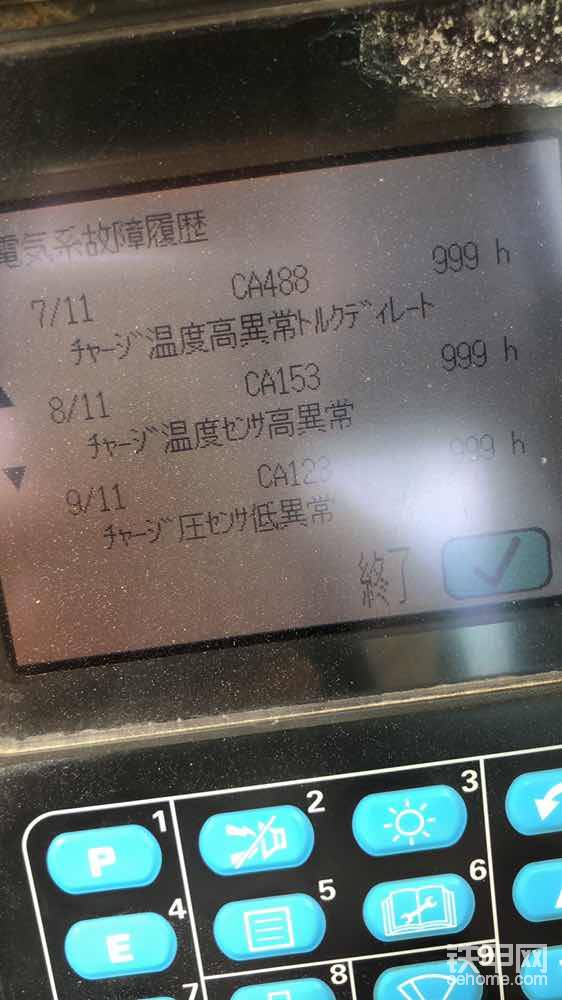 電気系故障履歴
7/11 CA488 999 h
ﾁｬｰｼﾞ温度高異常ﾄﾙｸﾃﾞｨﾚｰﾄ
8/11 CA153 999 h
ﾁｬｰｼﾞ温度ｾﾝｻ高異常
9/11 CA123 999 h
ﾁｬｰｼﾞ圧ｾﾝｻ低異常
終了
1
2
3
P
4
5
6
E
7
8
9
铁甲网
cehome.com